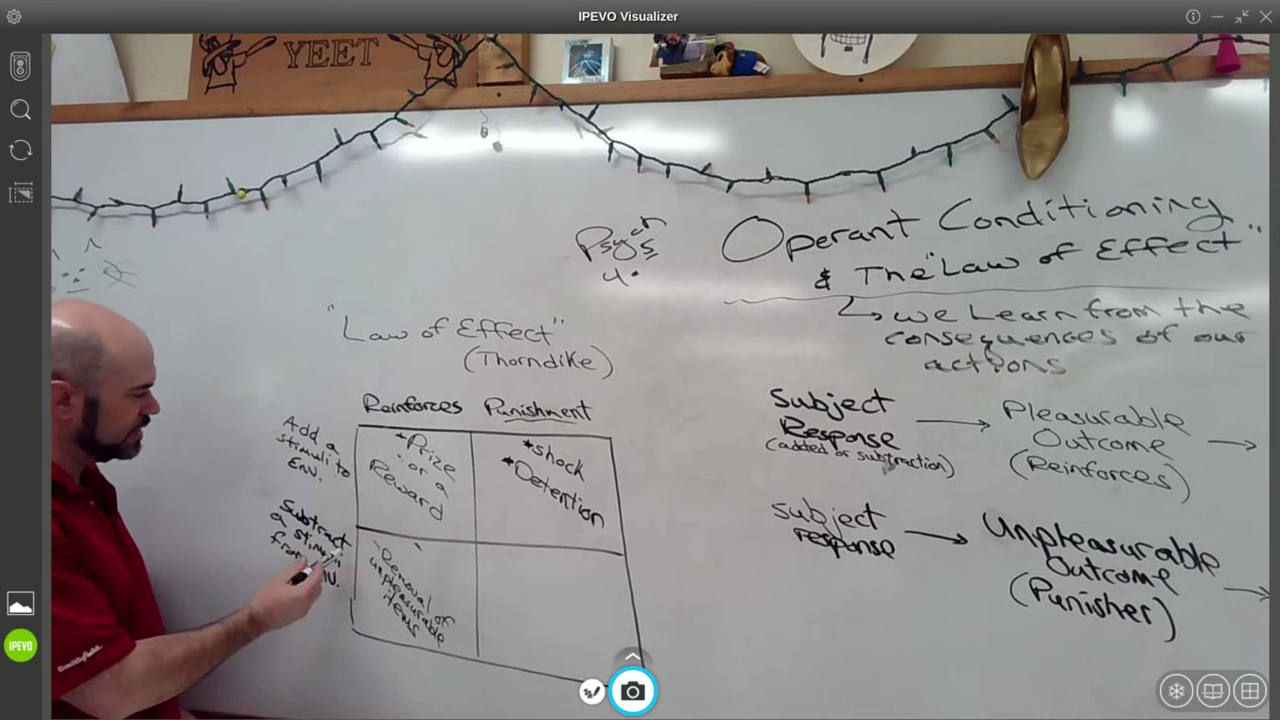 IPEVO Visualizer
YEET
Psych
5
4.
Operant Conditioning
& The "Law of Effect"
↳ we Learn from the
consequences of our
actions
"Law of Effect"
(Thorndike)
Reinforces Punishment
Add a
stimuli to
Env.
*Prize
or a
Reward
*shock
*Detention
Subtract
a stimuli
from
Removal of
unpleasurable
items
Subject
Response
(added or subtraction)
→ Pleasurable
Outcome
(Reinforces) →
subject
response
→ Unpleasurable
Outcome
(Punisher) →
IPEVO